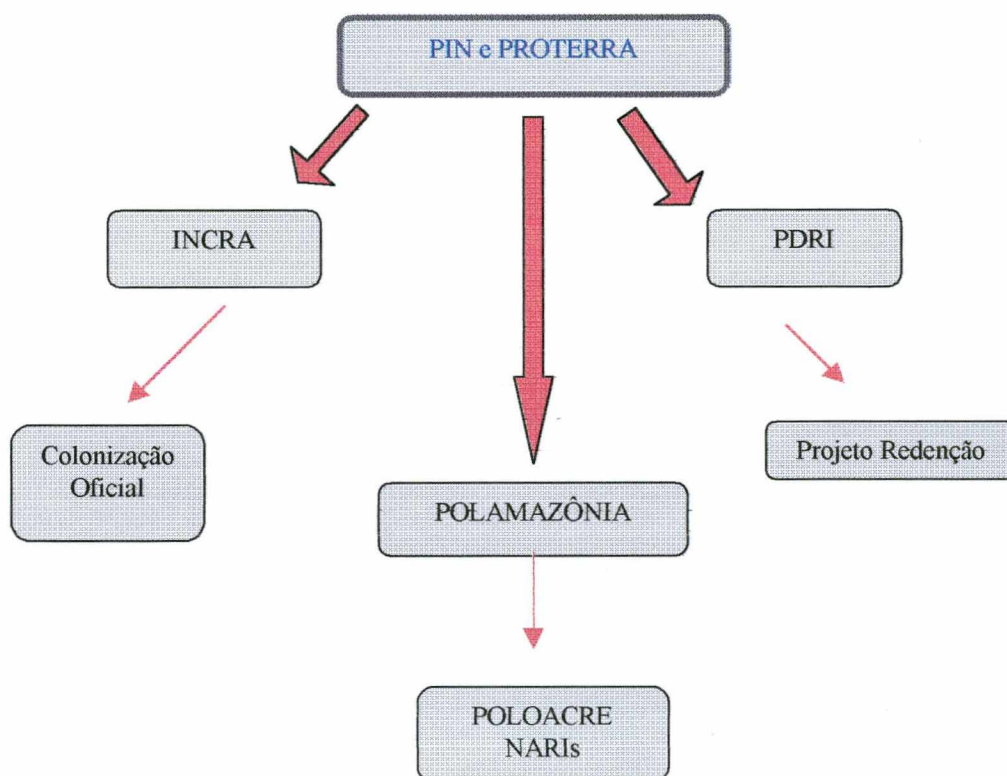 PIN e PROTERRA
INCRA
PDRI
Colonização
Oficial
Projeto Redenção
POLAMAZÔNIA
POLOACRE
NARIs